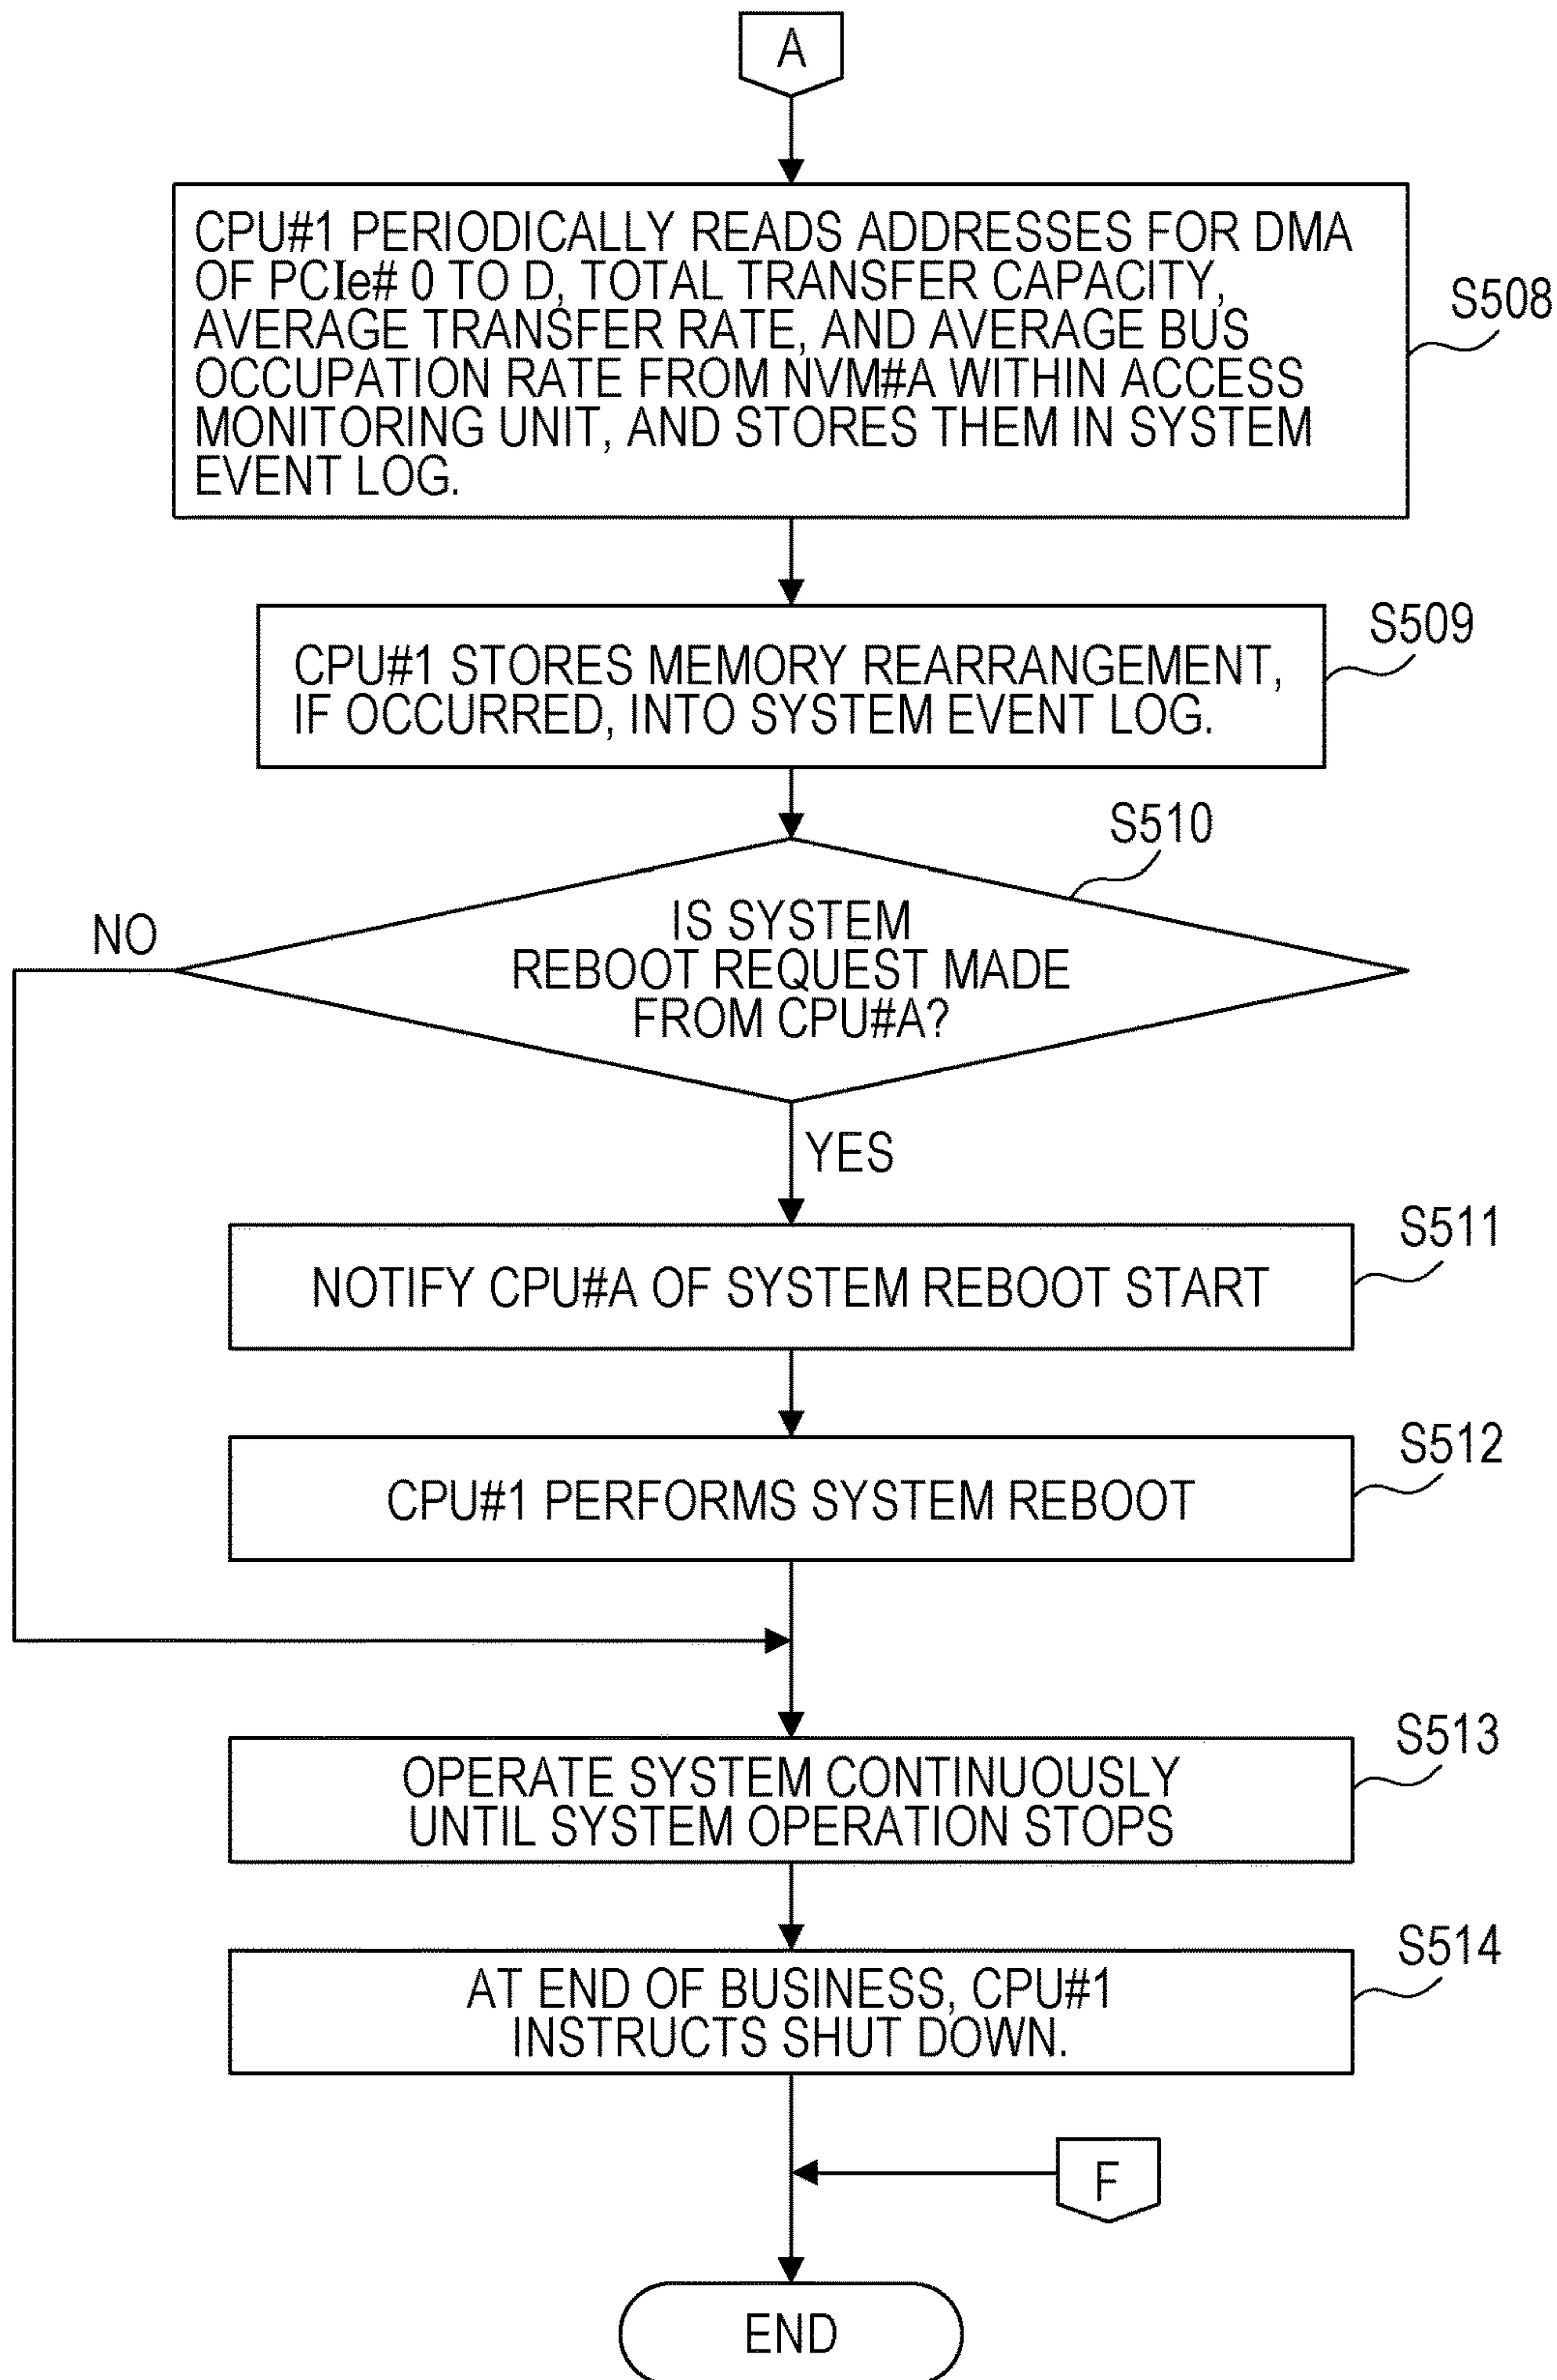 A
CPU#1 PERIODICALLY READS ADDRESSES FOR DMA
OF PCIe# 0 TO D, TOTAL TRANSFER CAPACITY,
AVERAGE TRANSFER RATE, AND AVERAGE BUS
OCCUPATION RATE FROM NVM#A WITHIN ACCESS
MONITORING UNIT, AND STORES THEM IN SYSTEM
EVENT LOG.
S508
CPU#1 STORES MEMORY REARRANGEMENT,
IF OCCURRED, INTO SYSTEM EVENT LOG.
S509
S510
NO
IS SYSTEM
REBOOT REQUEST MADE
FROM CPU#A?
YES
S511
NOTIFY CPU#A OF SYSTEM REBOOT START
S512
CPU#1 PERFORMS SYSTEM REBOOT
S513
OPERATE SYSTEM CONTINUOUSLY
UNTIL SYSTEM OPERATION STOPS
S514
AT END OF BUSINESS, CPU#1
INSTRUCTS SHUT DOWN.
F
END